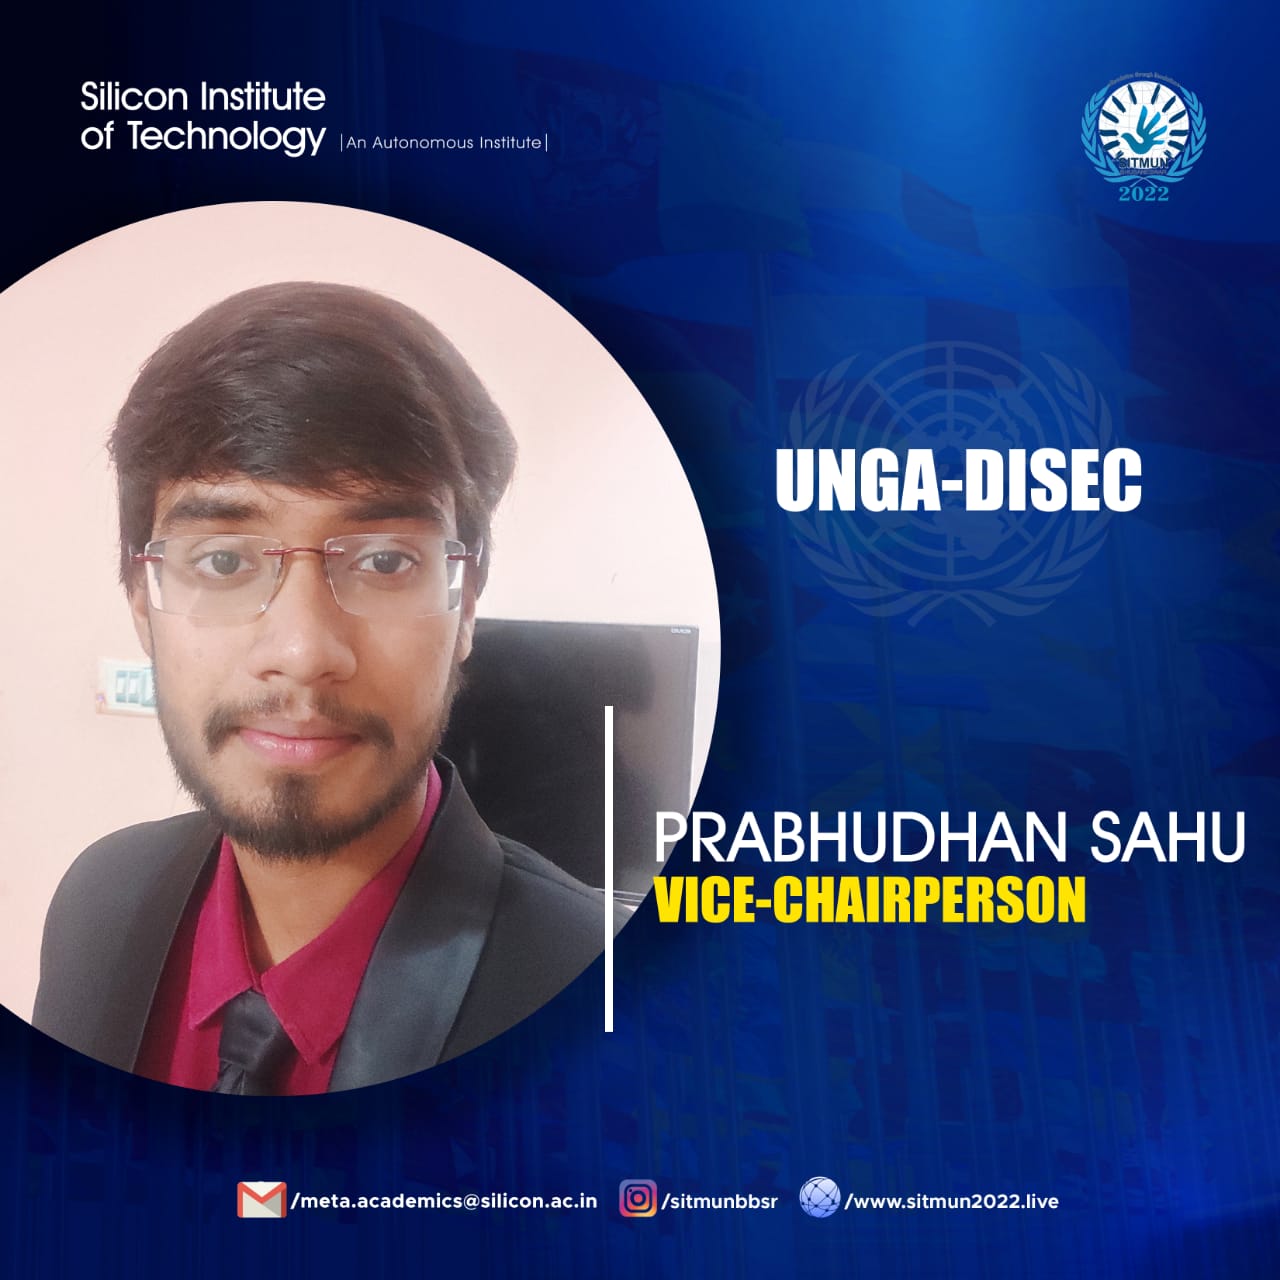 Silicon Institute
of Technology |An Autonomous Institute|
SITMUN
2022
UNGA-DISEC
PRABHUDHAN SAHU
VICE-CHAIRPERSON
/meta.academics@silicon.ac.in /sitmunbbsr /www.sitmun2022.live